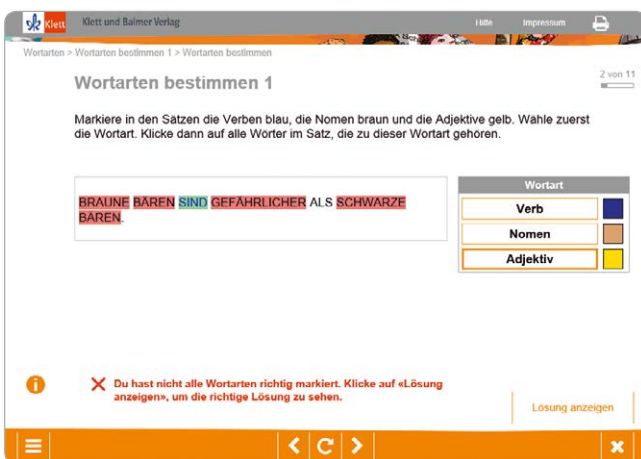 Klett
Klett und Balmer Verlag
Hilfe
Impressum
Wortarten > Wortarten bestimmen 1 > Wortarten bestimmen
2 von 11
Wortarten bestimmen 1
Markiere in den Sätzen die Verben blau, die Nomen braun und die Adjektive gelb. Wähle zuerst
die Wortart. Klicke dann auf alle Wörter im Satz, die zu dieser Wortart gehören.
BRAUNE BÄREN SIND GEFÄHRLICHER ALS SCHWARZE
BÄREN.
Wortart
Verb
Nomen
Adjektiv
Du hast nicht alle Wortarten richtig markiert. Klicke auf «Lösung
anzeigen», um die richtige Lösung zu sehen.
Lösung anzeigen